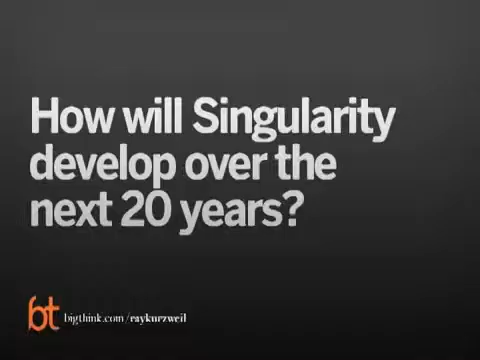 How will Singularity
develop over the
next 20 years?
bt bigthink.com/raykurzweil